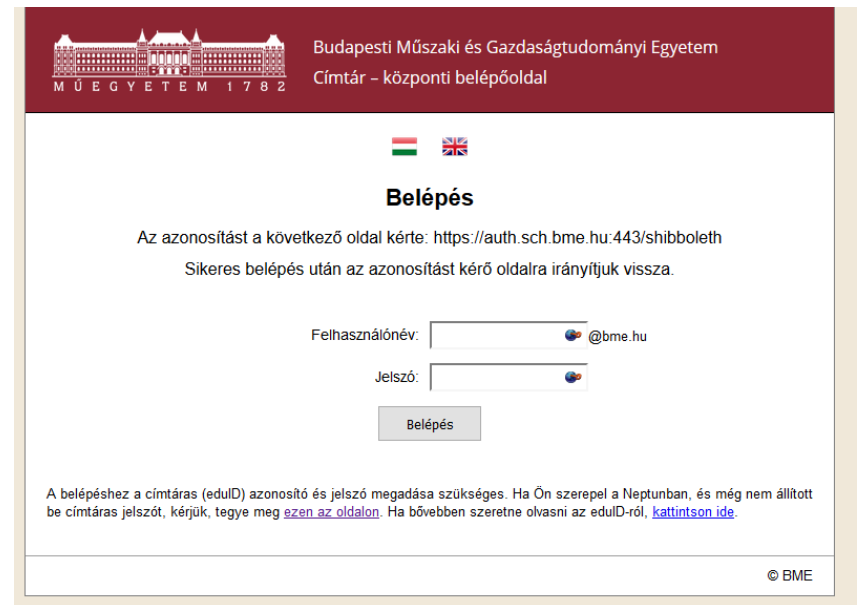 Budapesti Műszaki és Gazdaságtudományi Egyetem
Címtár – központi belépőoldal
MŰEGYETEM 1782
Belépés
Az azonosítást a következő oldal kérte: https://auth.sch.bme.hu:443/shibboleth
Sikeres belépés után az azonosítást kérő oldalra irányítjuk vissza.
Felhasználónév: @bme.hu
Jelszó:
Belépés
A belépéshez a címtáras (eduID) azonosító és jelszó megadása szükséges. Ha Ön szerepel a Neptunban, és még nem állított
be címtáras jelszót, kérjük, tegye meg ezen az oldalon. Ha bővebben szeretne olvasni az eduID-ról, kattintson ide.
© BME